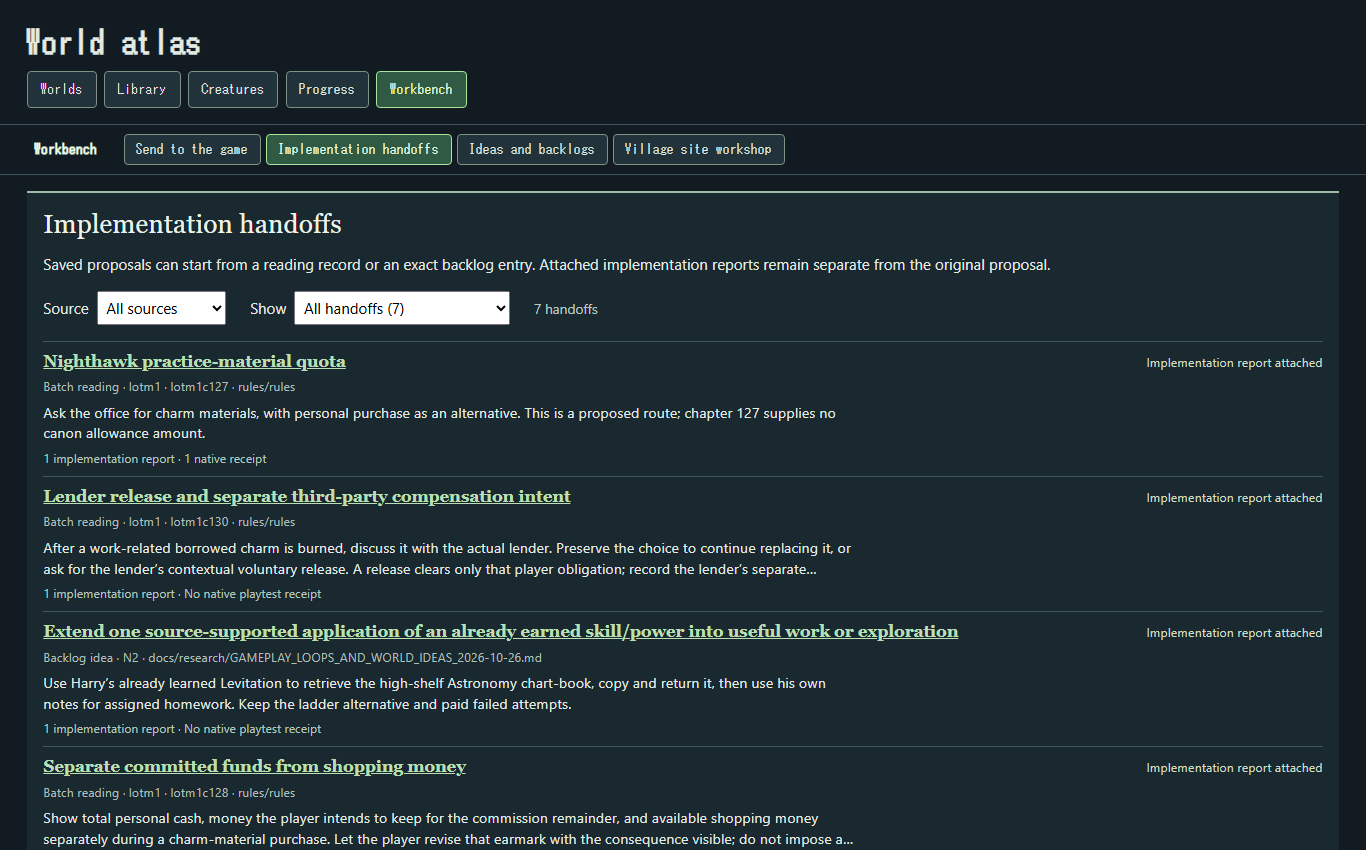 World atlas
Worlds Library Creatures Progress Workbench
Workbench Send to the game Implementation handoffs Ideas and backlogs Village site workshop
Implementation handoffs
Saved proposals can start from a reading record or an exact backlog entry. Attached implementation reports remain separate from the original proposal.
Source All sources Show All handoffs (7) 7 handoffs
Nighthawk practice-material quota Implementation report attached
Batch reading · lotm1 · lotm1c127 · rules/rules
Ask the office for charm materials, with personal purchase as an alternative. This is a proposed route; chapter 127 supplies no
canon allowance amount.
1 implementation report · 1 native receipt
Lender release and separate third-party compensation intent Implementation report attached
Batch reading · lotm1 · lotm1c130 · rules/rules
After a work-related borrowed charm is burned, discuss it with the actual lender. Preserve the choice to continue replacing it, or
ask for the lender’s contextual voluntary release. A release clears only that player obligation; record the lender’s separate…
1 implementation report · No native playtest receipt
Extend one source-supported application of an already earned skill/power into useful work or exploration Implementation report attached
Backlog idea · N2 · docs/research/GAMEPLAY_LOOPS_AND_WORLD_IDEAS_2026-10-26.md
Use Harry’s already learned Levitation to retrieve the high-shelf Astronomy chart-book, copy and return it, then use his own
notes for assigned homework. Keep the ladder alternative and paid failed attempts.
1 implementation report · No native playtest receipt
Separate committed funds from shopping money Implementation report attached
Batch reading · lotm1 · lotm1c128 · rules/rules
Show total personal cash, money the player intends to keep for the commission remainder, and available shopping money
separately during a charm-material purchase. Let the player revise that earmark with the consequence visible; do not impose a…